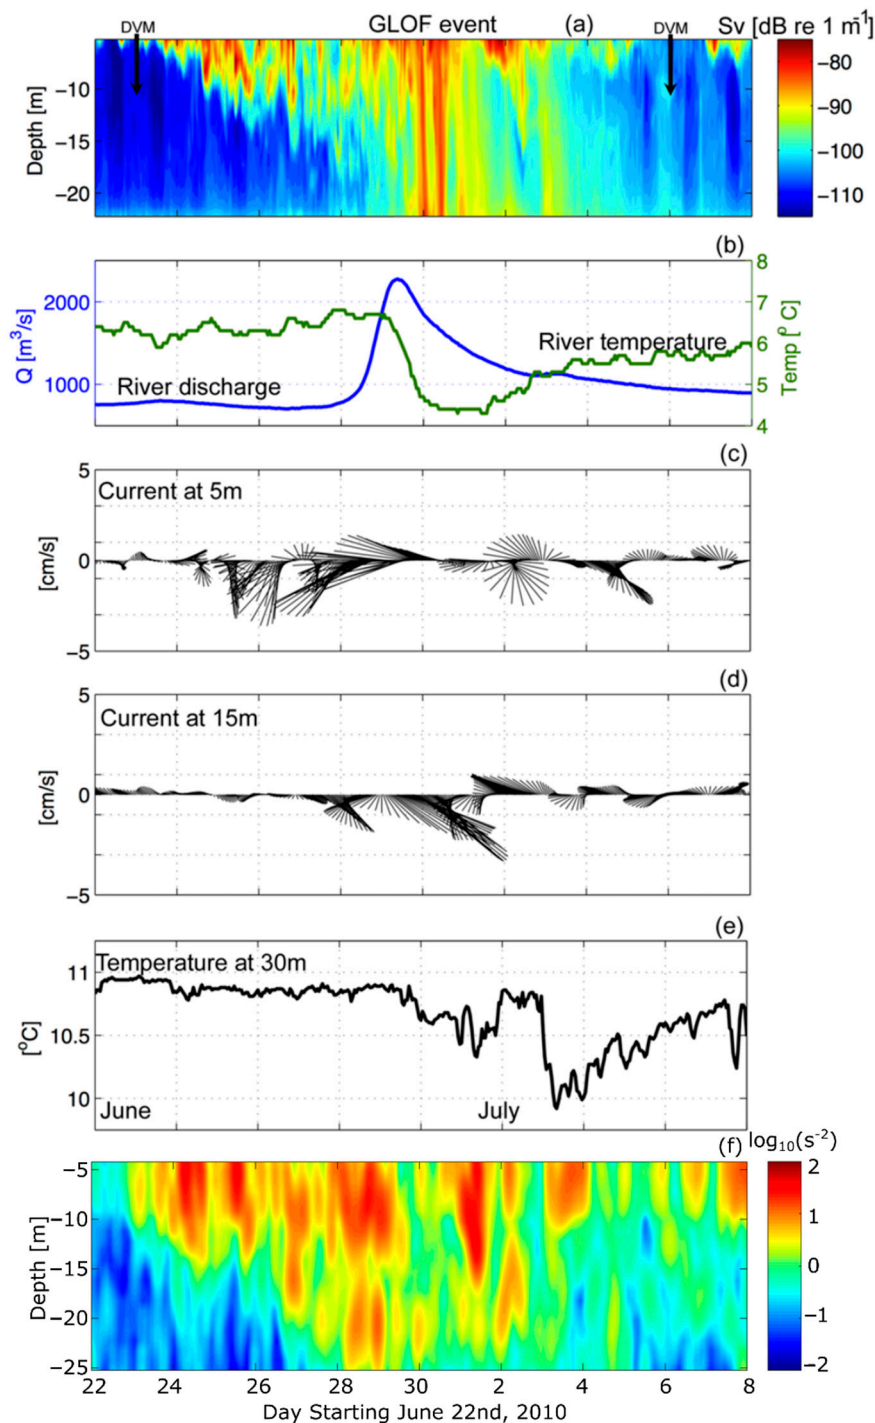 DVM GLOF event (a) DVM Sv [dB re 1 m¹]
−80
−10
−90
Depth [m]
−15
−100
−20
−110
(b)
8
2000
7
Q [m³/s]
River temperature
6
Temp [⁰ C]
1000
River discharge
5
4
(c)
5
Current at 5m
0
[cm/s]
−5
(d)
5
Current at 15m
0
[cm/s]
−5
(e)
11
Temperature at 30m
10.5
[⁰C]
10
June July
(f) log₁₀(s⁻²)
−5 2
−10 1
Depth [m]
−15 0
−20 −1
−25 −2
22 24 26 28 30 2 4 6 8
Day Starting June 22nd, 2010